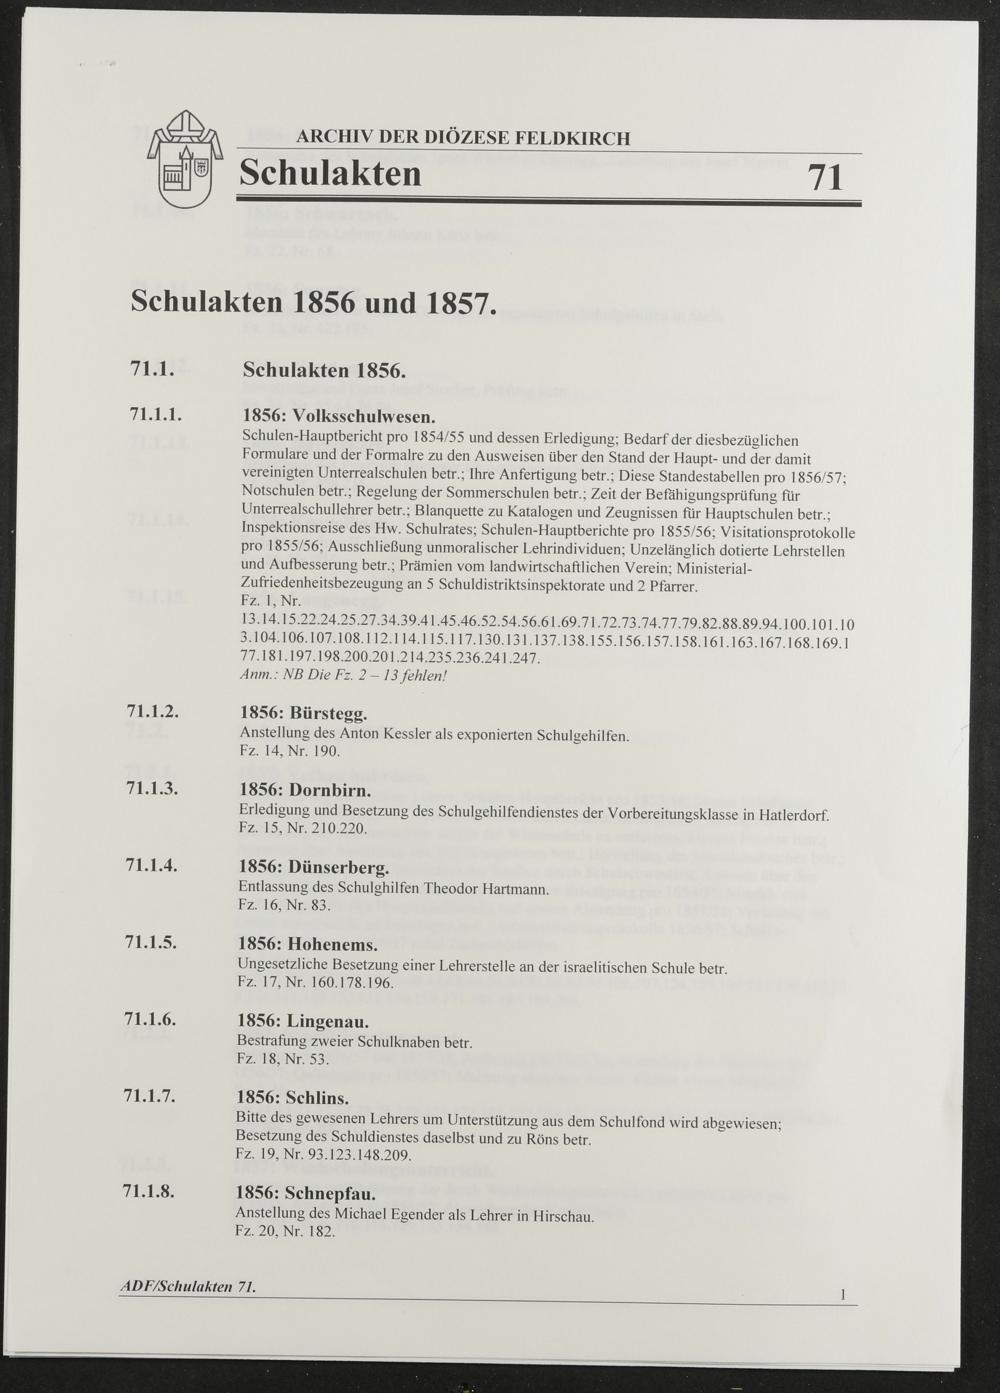 ARCHIV DER DIÖZESE FELDKIRCH
Schulakten 71
Schulakten 1856 und 1857.
71.1. Schulakten 1856.
71.1.1. 1856: Volksschulwesen.
Schulen-Hauptbericht pro 1854/55 und dessen Erledigung; Bedarf der diesbezüglichen
Formulare und der Formalre zu den Ausweisen über den Stand der Haupt- und der damit
vereinigten Unterrealschulen betr.; Ihre Anfertigung betr.; Diese Standestabellen pro 1856/57;
Notschulen betr.; Regelung der Sommerschulen betr.; Zeit der Befähigungsprüfung für
Unterrealschullehrer betr.; Blanquette zu Katalogen und Zeugnissen für Hauptschulen betr.;
Inspektionsreise des Hw. Schulrates; Schulen-Hauptberichte pro 1855/56; Visitationsprotokolle
pro 1855/56; Ausschließung unmoralischer Lehrindividuen; Unzelänglich dotierte Lehrstellen
und Aufbesserung betr.; Prämien vom landwirtschaftlichen Verein; Ministerial-
Zufriedenheitsbezeugung an 5 Schuldistriktsinspektorate und 2 Pfarrer.
Fz. 1, Nr.
13.14.15.22.24.25.27.34.39.41.45.46.52.54.56.61.69.71.72.73.74.77.79.82.88.89.94.100.101.10
3.104.106.107.108.112.114.115.117.130.131.137.138.155.156.157.158.161.163.167.168.169.1
77.181.197.198.200.201.214.235.236.241.247.
Anm.: NB Die Fz. 2 – 13 fehlen!
71.1.2. 1856: Bürstegg.
Anstellung des Anton Kessler als exponierten Schulgehilfen.
Fz. 14, Nr. 190.
71.1.3. 1856: Dornbirn.
Erledigung und Besetzung des Schulgehilfendienstes der Vorbereitungsklasse in Hatlerdorf.
Fz. 15, Nr. 210.220.
71.1.4. 1856: Dünserberg.
Entlassung des Schulghilfen Theodor Hartmann.
Fz. 16, Nr. 83.
71.1.5. 1856: Hohenems.
Ungesetzliche Besetzung einer Lehrerstelle an der israelitischen Schule betr.
Fz. 17, Nr. 160.178.196.
71.1.6. 1856: Lingenau.
Bestrafung zweier Schulknaben betr.
Fz. 18, Nr. 53.
71.1.7. 1856: Schlins.
Bitte des gewesenen Lehrers um Unterstützung aus dem Schulfond wird abgewiesen;
Besetzung des Schuldienstes daselbst und zu Röns betr.
Fz. 19, Nr. 93.123.148.209.
71.1.8. 1856: Schnepfau.
Anstellung des Michael Egender als Lehrer in Hirschau.
Fz. 20, Nr. 182.
ADF/Schulakten 71. 1